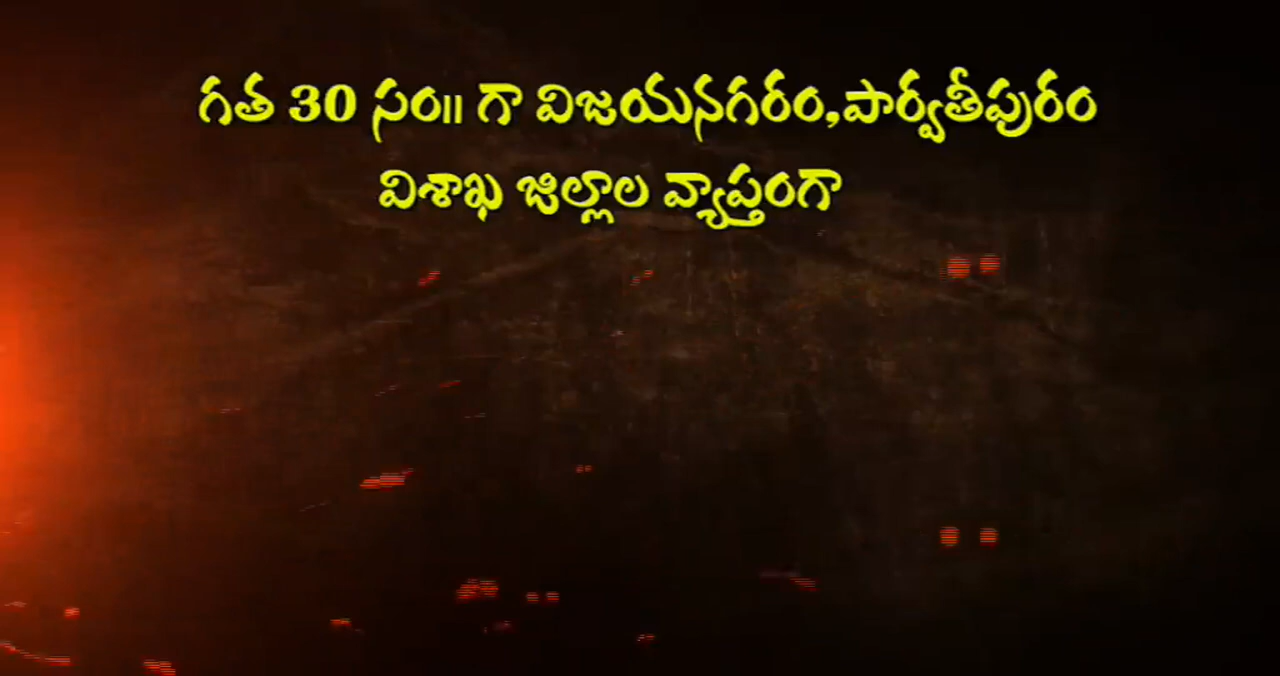 గత 30 సం॥ గా విజయనగరం,పార్వతీపురం
విశాఖ జిల్లాల వ్యాప్తంగా